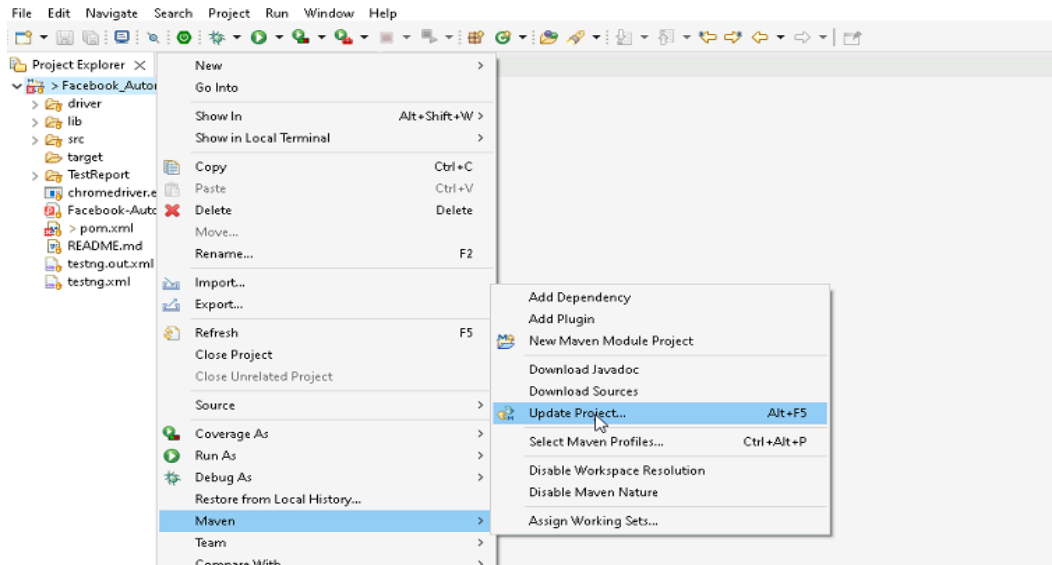 File Edit Navigate Search Project Run Window Help
Project Explorer
> Facebook_Autor
driver
lib
src
target
TestReport
chromedriver.e
Facebook-Auto
> pom.xml
README.md
testng.out.xml
testng.xml
New
Go Into
Show In Alt+Shift+W >
Show in Local Terminal
Copy Ctrl+C
Paste Ctrl+V
Delete Delete
Move...
Rename... F2
Import...
Export...
Refresh F5
Close Project
Close Unrelated Project
Source
Coverage As
Run As
Debug As
Restore from Local History...
Maven
Team
Compare With
Add Dependency
Add Plugin
New Maven Module Project
Download Javadoc
Download Sources
Update Project... Alt+F5
Select Maven Profiles... Ctrl+Alt+P
Disable Workspace Resolution
Disable Maven Nature
Assign Working Sets...